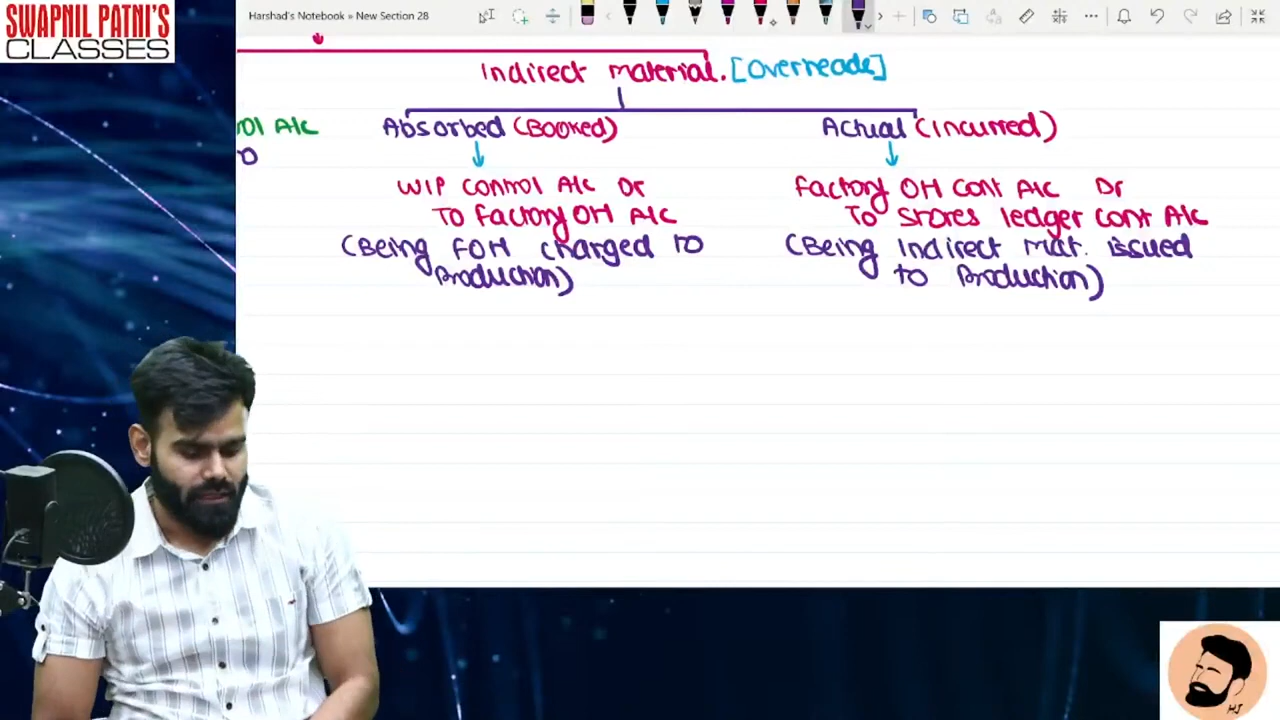 SWAPNIL PATNI'S
CLASSES
Harshad's Notebook » New Section 28
Indirect material. [Overheads]
ol A/c
Absorbed (Booked)
Actual (Incurred)
WIP Control A/c Dr
To Factory OH A/c
(Being FOH charged to
Production)
Factory OH Cont A/c Dr
To Stores ledger Cont A/c
(Being Indirect Mat. issued
to Production)
HJ